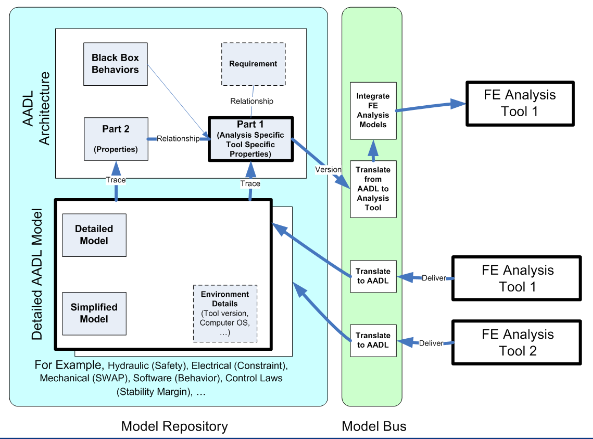 AADL
Architecture
Black Box
Behaviors
Requirement
Relationship
Part 2
(Properties)
Relationship
Part 1
(Analysis Specific
Tool Specific
Properties)
Trace
Trace
Version
Detailed AADL Model
Detailed
Model
Simplified
Model
Environment
Details
(Tool version,
Computer OS,
…)
For Example, Hydraulic (Safety), Electrical (Constraint),
Mechanical (SWAP), Software (Behavior), Control Laws
(Stability Margin), …
Model Repository
Integrate
FE
Analysis
Models
Translate
from
AADL to
Analysis
Tool
Translate
to AADL
Translate
to AADL
Model Bus
FE Analysis
Tool 1
Deliver
FE Analysis
Tool 1
Deliver
FE Analysis
Tool 2